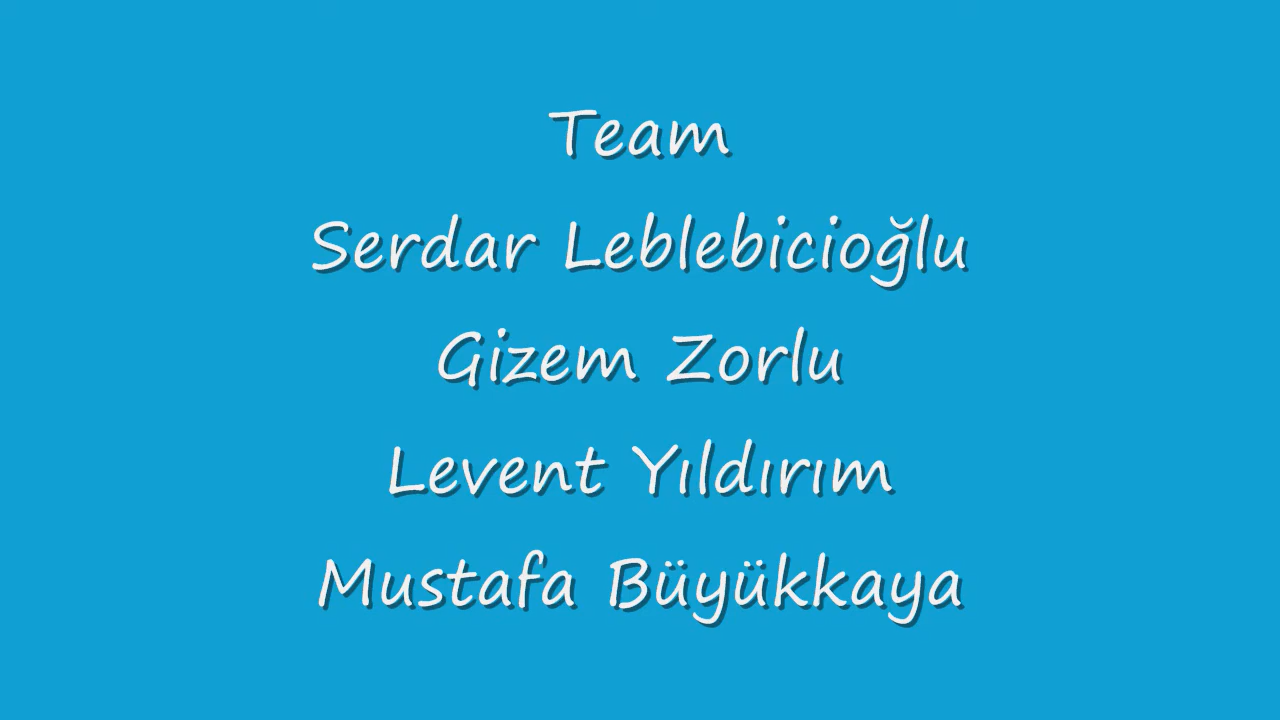 Team
Serdar Leblebicioğlu
Gizem Zorlu
Levent Yıldırım
Mustafa Büyükkaya